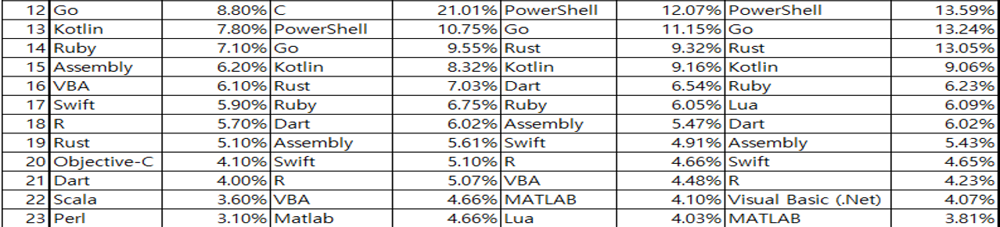 12 Go 8.80% C 21.01% PowerShell 12.07% PowerShell 13.59%
13 Kotlin 7.80% PowerShell 10.75% Go 11.15% Go 13.24%
14 Ruby 7.10% Go 9.55% Rust 9.32% Rust 13.05%
15 Assembly 6.20% Kotlin 8.32% Kotlin 9.16% Kotlin 9.06%
16 VBA 6.10% Rust 7.03% Dart 6.54% Ruby 6.23%
17 Swift 5.90% Ruby 6.75% Ruby 6.05% Lua 6.09%
18 R 5.70% Dart 6.02% Assembly 5.47% Dart 6.02%
19 Rust 5.10% Assembly 5.61% Swift 4.91% Assembly 5.43%
20 Objective-C 4.10% Swift 5.10% R 4.66% Swift 4.65%
21 Dart 4.00% R 5.07% VBA 4.48% R 4.23%
22 Scala 3.60% VBA 4.66% MATLAB 4.10% Visual Basic (.Net) 4.07%
23 Perl 3.10% Matlab 4.66% Lua 4.03% MATLAB 3.81%